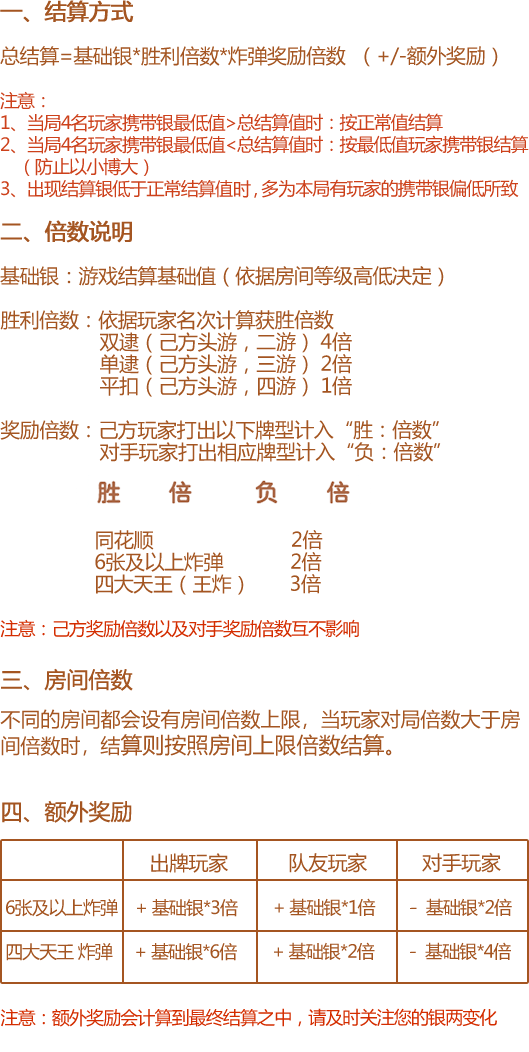 一、结算方式
总结算=基础银*胜利倍数*炸弹奖励倍数 （+/-额外奖励）
注意：
1、当局4名玩家携带银最低值>总结算值时：按正常值结算
2、当局4名玩家携带银最低值<总结算值时：按最低值玩家携带银结算
（防止以小博大）
3、出现结算银低于正常结算值时，多为本局有玩家的携带银偏低所致
二、倍数说明
基础银：游戏结算基础值（依据房间等级高低决定）
胜利倍数：依据玩家名次计算获胜倍数
双逮（己方头游，二游）4倍
单逮（己方头游，三游）2倍
平扣（己方头游，四游）1倍
奖励倍数：己方玩家打出以下牌型计入“胜：倍数”
对手玩家打出相应牌型计入“负：倍数”
胜 倍 负 倍
同花顺 2倍
6张及以上炸弹 2倍
四大天王（王炸） 3倍
注意：己方奖励倍数以及对手奖励倍数互不影响
三、房间倍数
不同的房间都会设有房间倍数上限，当玩家对局倍数大于房
间倍数时，结算则按照房间上限倍数结算。
四、额外奖励
出牌玩家 队友玩家 对手玩家
6张及以上炸弹 + 基础银*3倍 + 基础银*1倍 - 基础银*2倍
四大天王 炸弹 + 基础银*6倍 + 基础银*2倍 - 基础银*4倍
注意：额外奖励会计算到最终结算之中，请及时关注您的银两变化